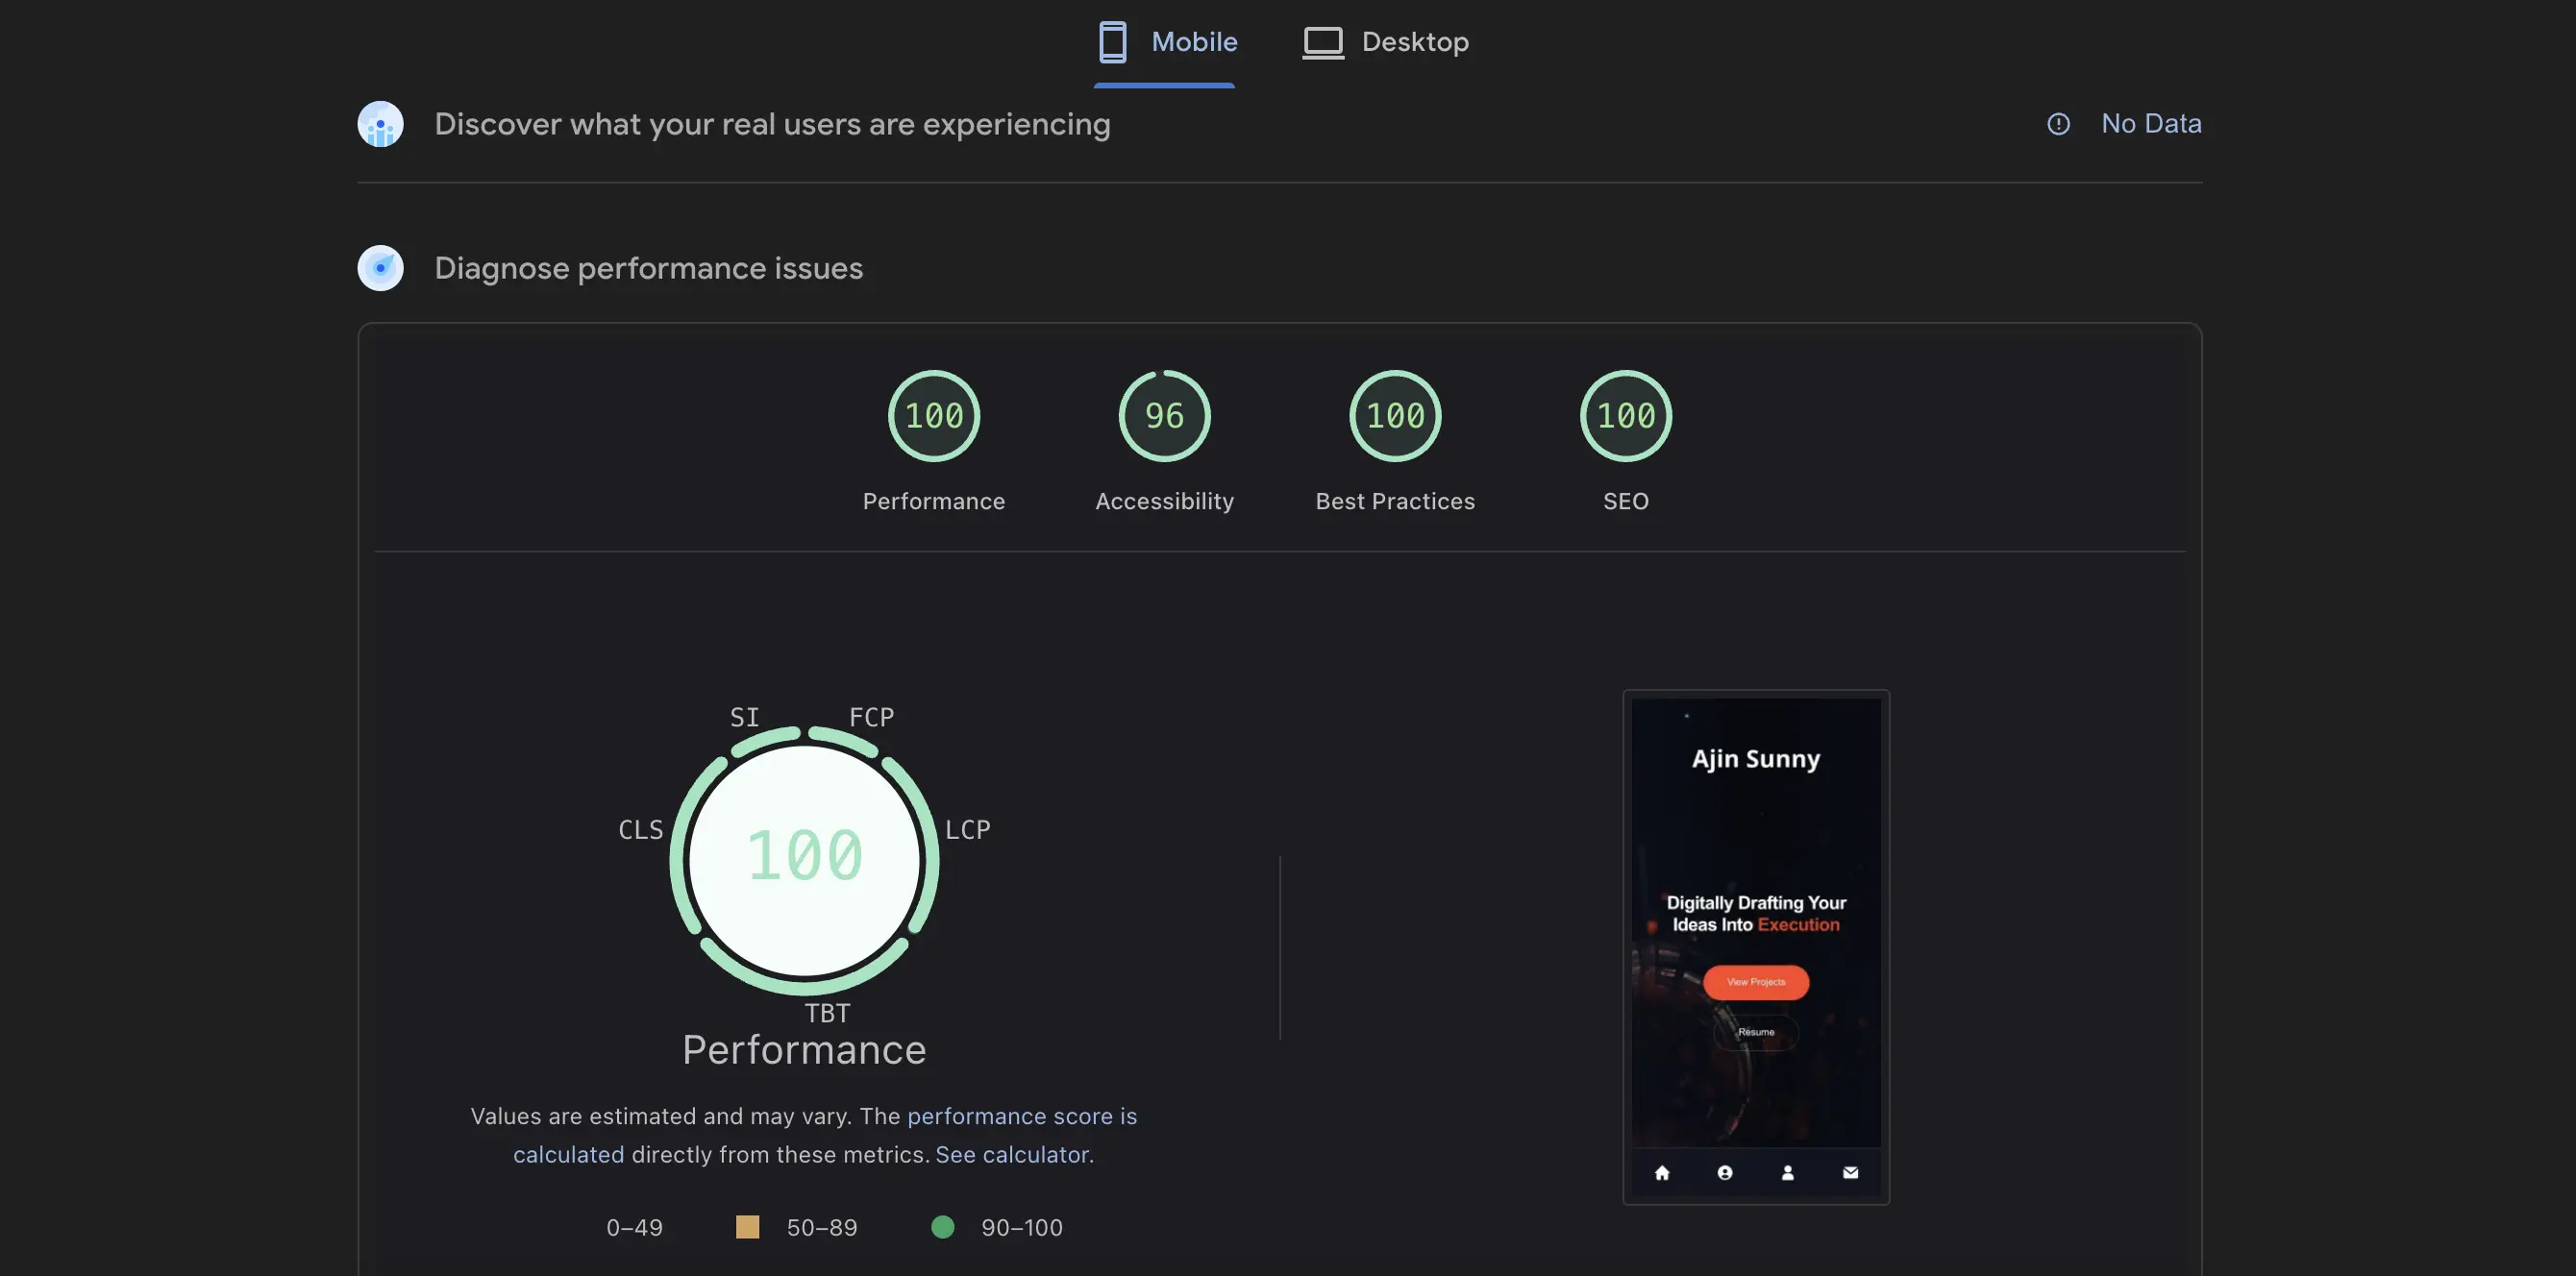 Mobile
Desktop
Discover what your real users are experiencing
No Data
Diagnose performance issues
100
96
100
100
Performance
Accessibility
Best Practices
SEO
SI
FCP
CLS
LCP
100
TBT
Performance
Values are estimated and may vary. The performance score is
calculated directly from these metrics. See calculator.
0–49
50–89
90–100
Ajin Sunny
Digitally Drafting Your
Ideas Into Execution
View Projects
Résume